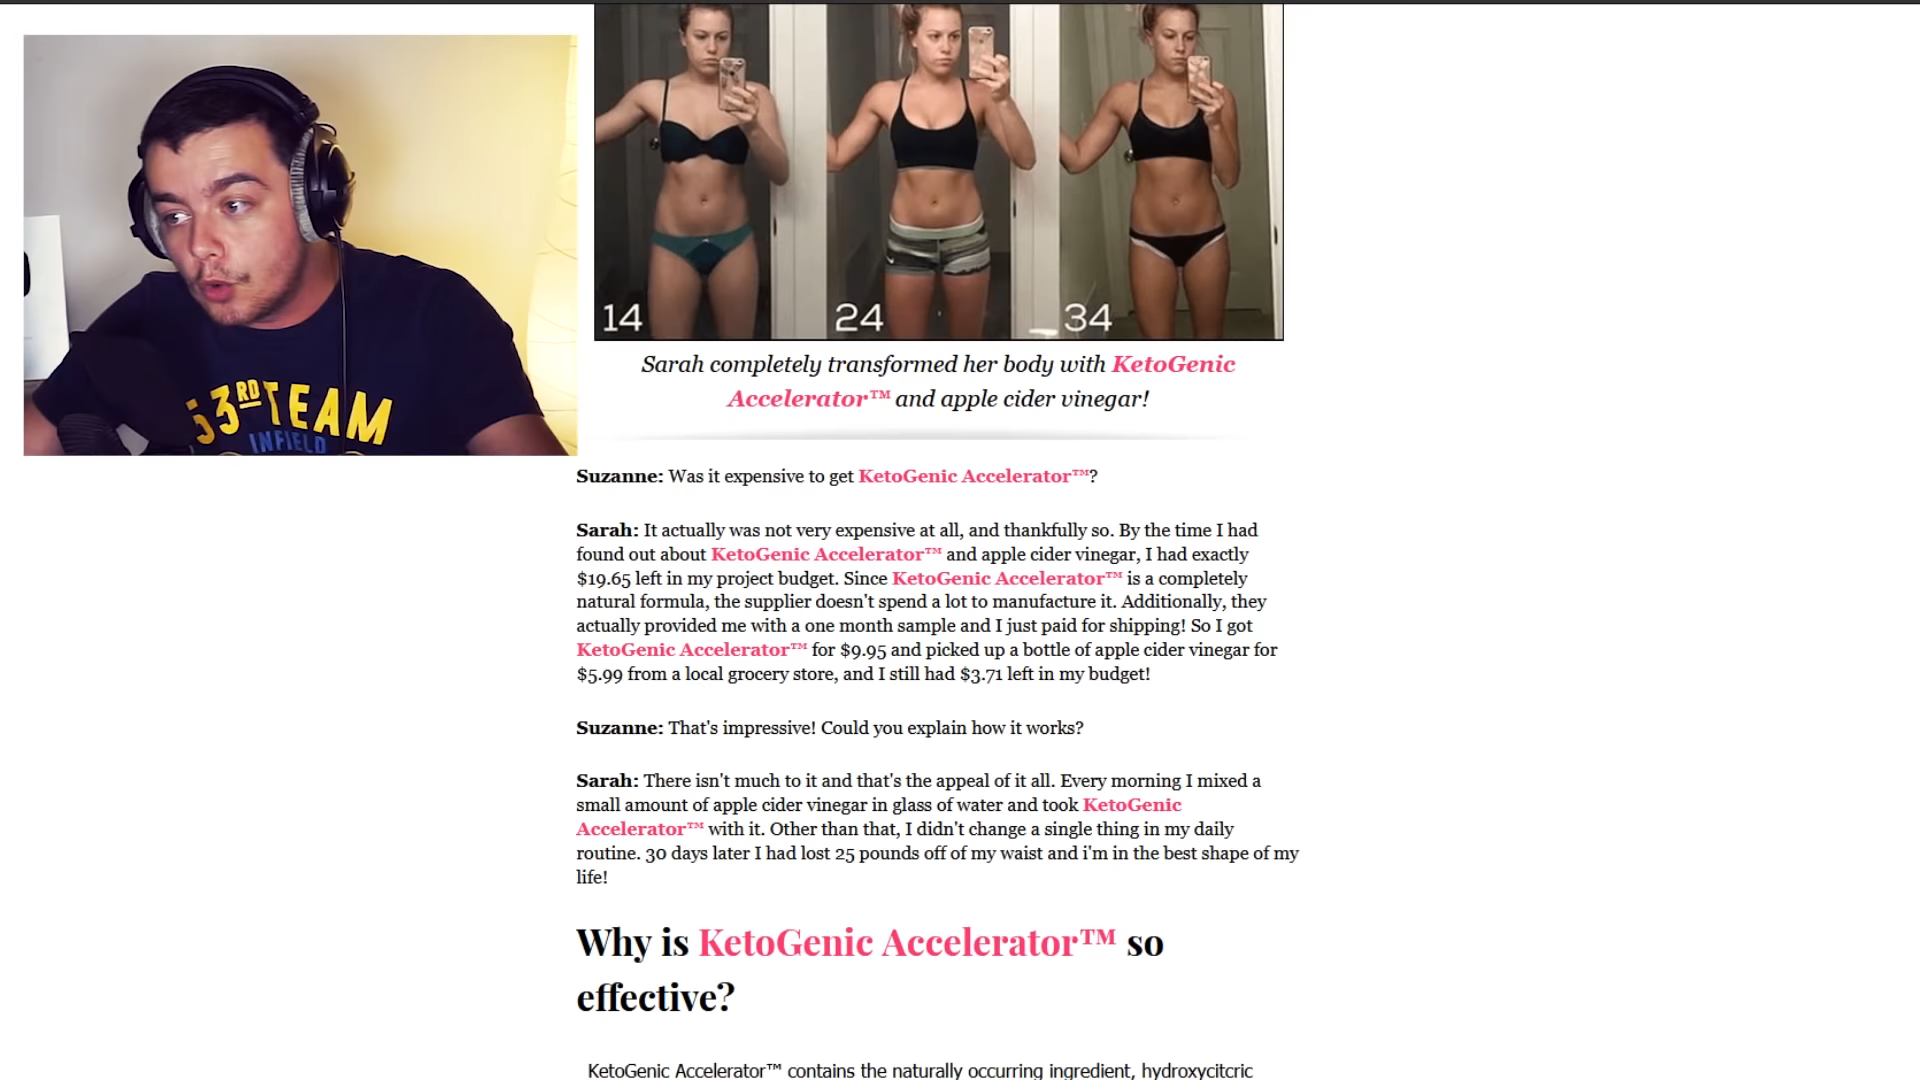 53RD TEAM
INFIELD
14
24
34
Sarah completely transformed her body with KetoGenic
Accelerator™ and apple cider vinegar!
Suzanne: Was it expensive to get KetoGenic Accelerator™?
Sarah: It actually was not very expensive at all, and thankfully so. By the time I had
found out about KetoGenic Accelerator™ and apple cider vinegar, I had exactly
$19.65 left in my project budget. Since KetoGenic Accelerator™ is a completely
natural formula, the supplier doesn't spend a lot to manufacture it. Additionally, they
actually provided me with a one month sample and I just paid for shipping! So I got
KetoGenic Accelerator™ for $9.95 and picked up a bottle of apple cider vinegar for
$5.99 from a local grocery store, and I still had $3.71 left in my budget!
Suzanne: That's impressive! Could you explain how it works?
Sarah: There isn't much to it and that's the appeal of it all. Every morning I mixed a
small amount of apple cider vinegar in glass of water and took KetoGenic
Accelerator™ with it. Other than that, I didn't change a single thing in my daily
routine. 30 days later I had lost 25 pounds off of my waist and i'm in the best shape of my
life!
Why is KetoGenic Accelerator™ so
effective?
KetoGenic Accelerator™ contains the naturally occurring ingredient, hydroxycitcric